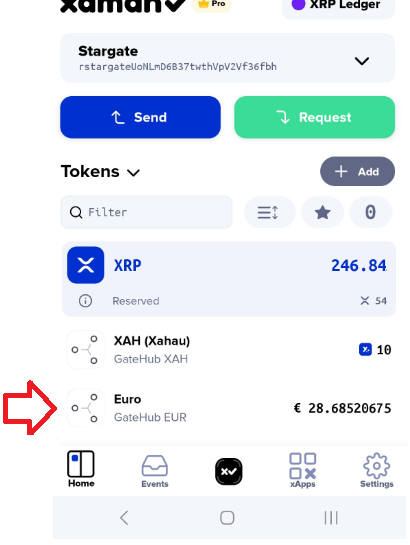 xaman
Pro
XRP Ledger
Stargate
rstargateUoNLmD6B37twthVpV2Vf36fbh
Send
Request
Tokens
Add
Filter
0
XRP
246.84
Reserved
54
XAH (Xahau)
GateHub XAH
10
Euro
GateHub EUR
€ 28.68520675
Home
Events
xApps
Settings